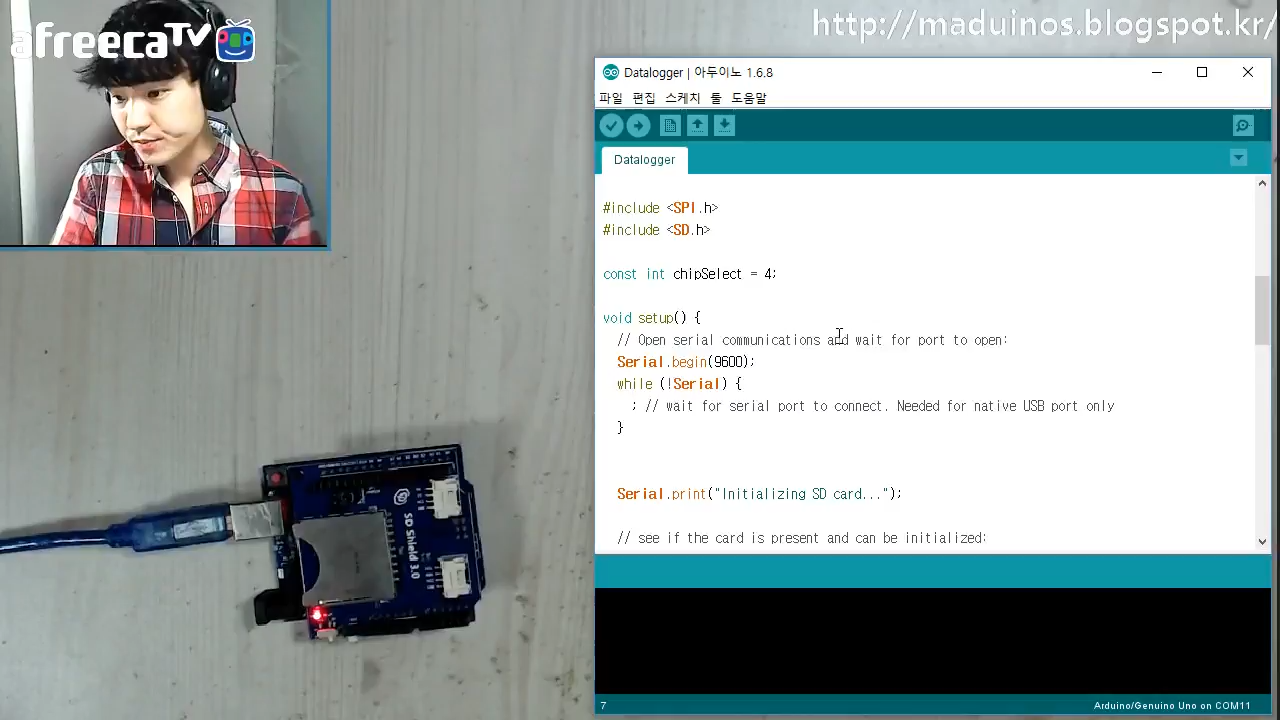 afreecaTV
http://maduinos.blogspot.kr/
Datalogger | 아두이노 1.6.8
파일 편집 스케치 툴 도움말
Datalogger
#include <SPI.h>
#include <SD.h>
const int chipSelect = 4;
void setup() {
// Open serial communications and wait for port to open:
Serial.begin(9600);
while (!Serial) {
; // wait for serial port to connect. Needed for native USB port only
}
Serial.print("Initializing SD card...");
// see if the card is present and can be initialized:
7
Arduino/Genuino Uno on COM11
SD Shield 3.0